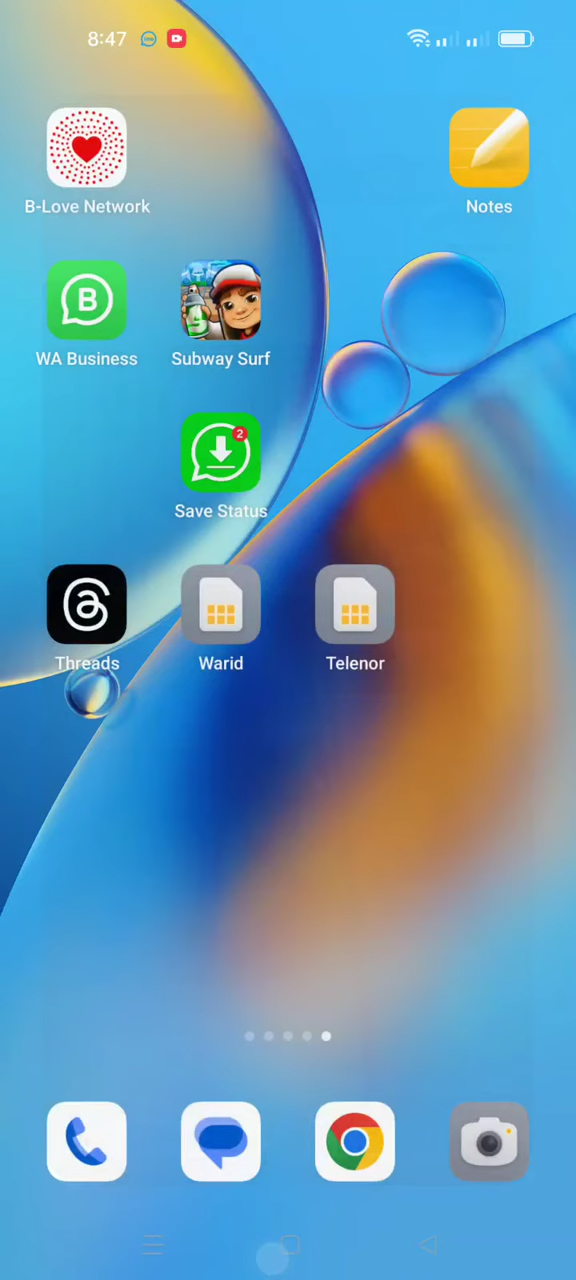 8:47
B-Love Network
Notes
B
WA Business
Subway Surf
2
Save Status
Threads
Warid
Telenor